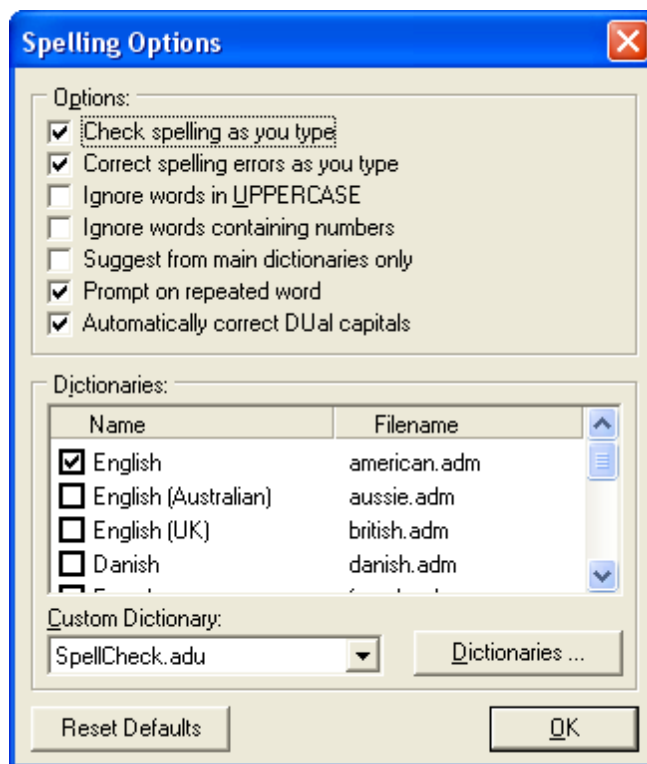 Spelling Options
Options:
Check spelling as you type
Correct spelling errors as you type
Ignore words in UPPERCASE
Ignore words containing numbers
Suggest from main dictionaries only
Prompt on repeated word
Automatically correct DUal capitals
Dictionaries:
Name Filename
English american.adm
English (Australian) aussie.adm
English (UK) british.adm
Danish danish.adm
Custom Dictionary:
SpellCheck.adu Dictionaries ...
Reset Defaults OK